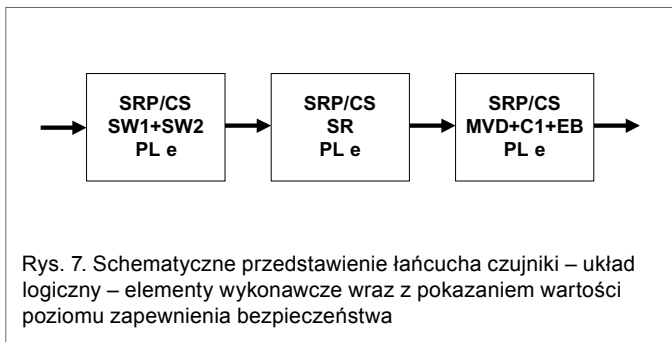 SRP/CS
SW1+SW2
PL e
SRP/CS
SR
PL e
SRP/CS
MVD+C1+EB
PL e
Rys. 7. Schematyczne przedstawienie łańcucha czujniki – układ
logiczny – elementy wykonawcze wraz z pokazaniem wartości
poziomu zapewnienia bezpieczeństwa